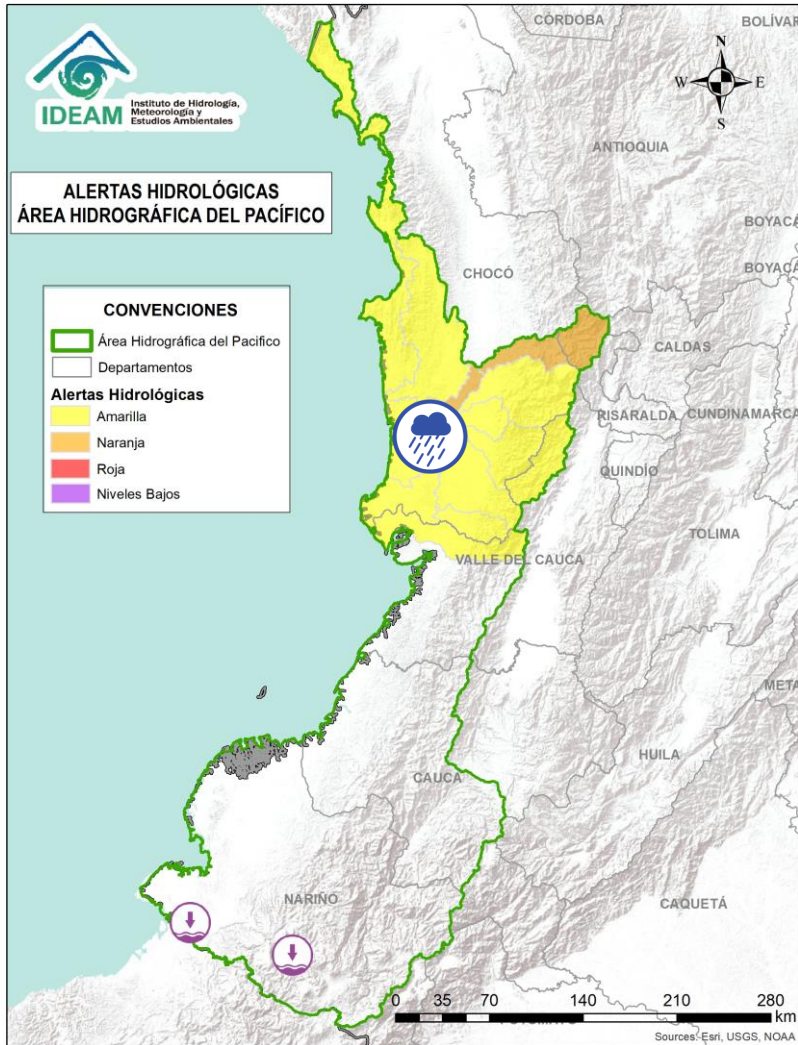 CÓRDOBA
BOLÍVAR
N
W
E
S
IDEAM
Instituto de Hidrología,
Meteorología y
Estudios Ambientales
ANTIOQUIA
ALERTAS HIDROLÓGICAS
ÁREA HIDROGRÁFICA DEL PACÍFICO
BOYACÁ
CHOCÓ
BOYACÁ
CONVENCIONES
Área Hidrográfica del Pacifico
Departamentos
Alertas Hidrológicas
Amarilla
Naranja
Roja
Niveles Bajos
CALDAS
RISARALDA
CUNDINAMARCA
QUINDÍO
TOLIMA
VALLE DEL CAUCA
META
HUILA
CAUCA
NARIÑO
CAQUETÁ
0 35 70 140 210 280
km
Sources: Esri, USGS, NOAA